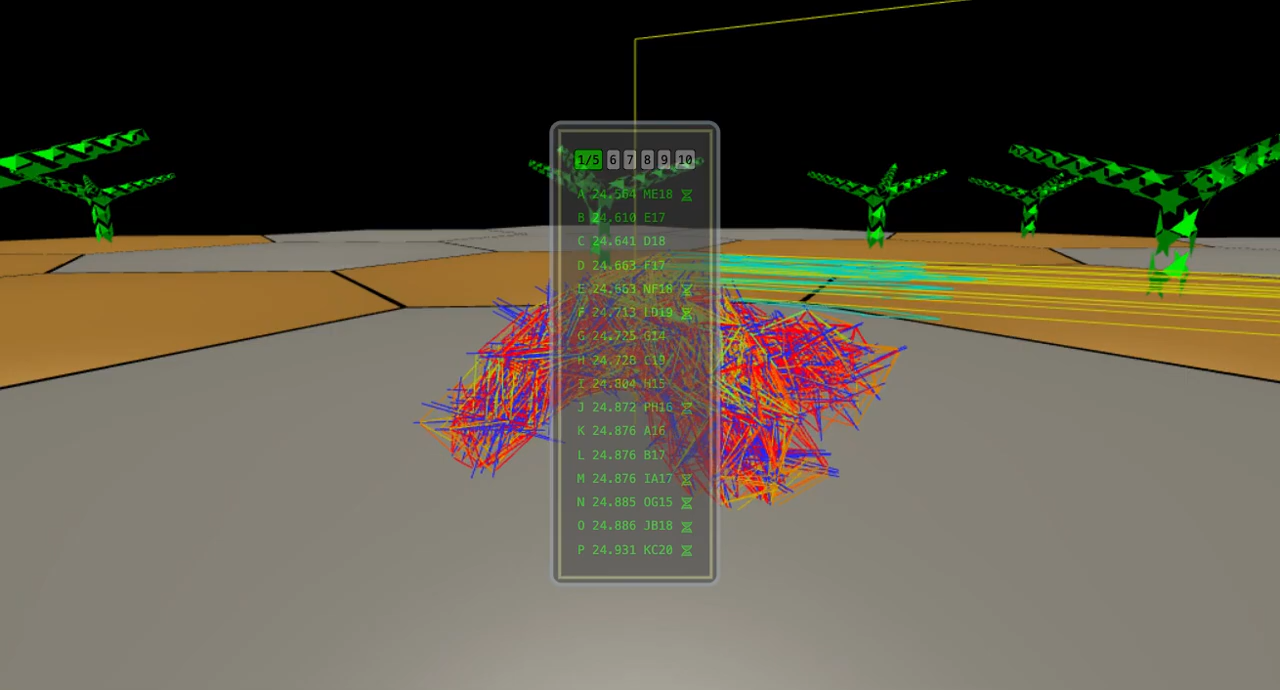 1/5 6 7 8 9 10
A 24.564 ME18
B 24.610 E17
C 24.641 D18
D 24.663 F17
E 24.663 NF18
F 24.713 LD19
G 24.725 G14
H 24.728 C19
I 24.804 H15
J 24.872 PH16
K 24.876 A16
L 24.876 B17
M 24.876 IA17
N 24.885 OG15
O 24.886 JB18
P 24.931 KC20